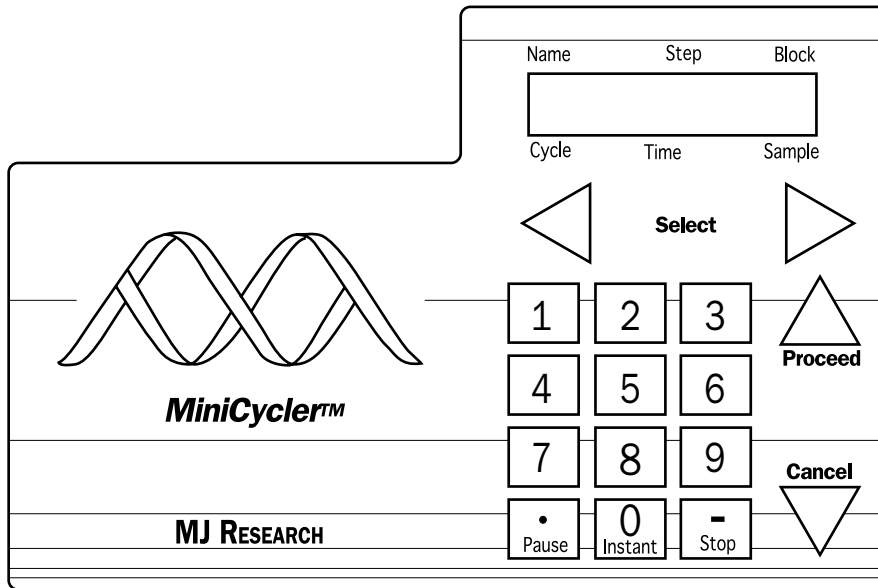 Name Step Block
Cycle Time Sample
Select
1 2 3
Proceed
4 5 6
MiniCycler™
7 8 9
Cancel
. 0 -
Pause Instant Stop
MJ RESEARCH